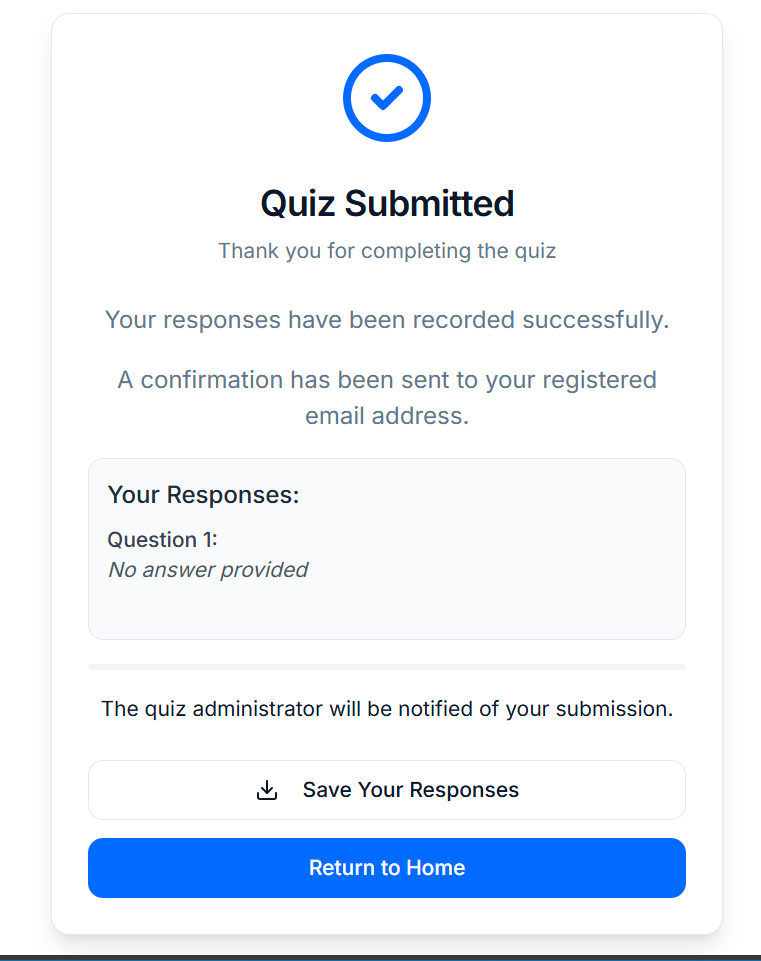 Quiz Submitted
Thank you for completing the quiz
Your responses have been recorded successfully.
A confirmation has been sent to your registered
email address.
Your Responses:
Question 1:
No answer provided
The quiz administrator will be notified of your submission.
Save Your Responses
Return to Home